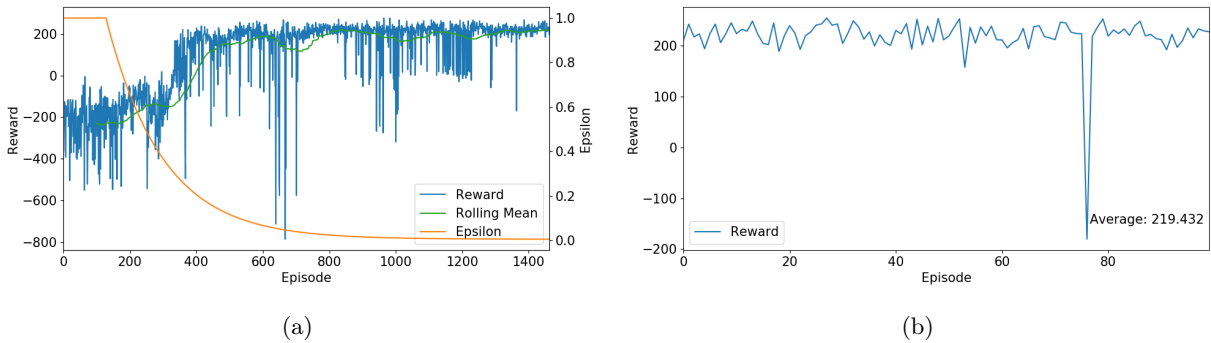 200
0
−200
−400
−600
−800
Reward
0 200 400 600 800 1000 1200 1400
Episode
1.0
0.8
0.6
0.4
0.2
0.0
Epsilon
Reward
Rolling Mean
Epsilon
(a)
200
100
0
−100
−200
Reward
0 20 40 60 80
Episode
Average: 219.432
Reward
(b)